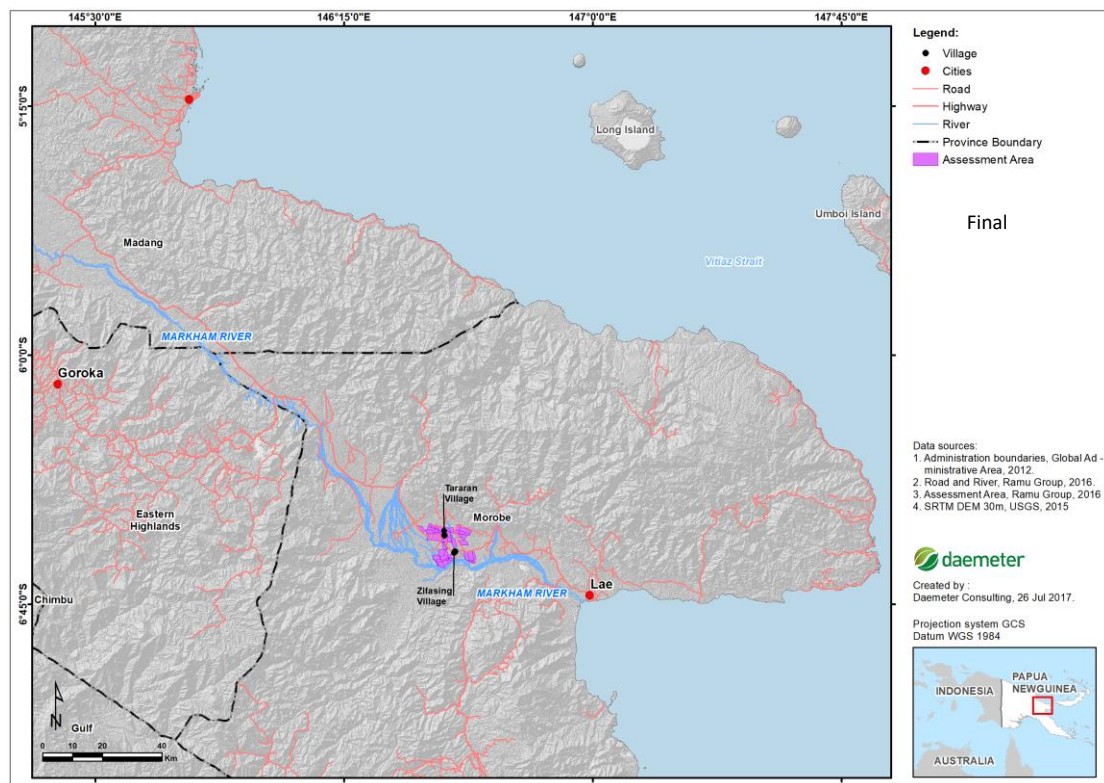 145°30'0"E
146°15'0"E
147°0'0"E
147°45'0"E
5°15'0"S
6°0'0"S
6°45'0"S
Long Island
Umboi Island
Vitiaz Strait
Madang
MARKHAM RIVER
Goroka
Eastern
Highlands
Tararan
Village
Morobe
Zifasing
Village
MARKHAM RIVER
Lae
Chimbu
Gulf
N
0 10 20 40
Km
Legend:
Village
Cities
Road
Highway
River
Province Boundary
Assessment Area
Final
Data sources:
1. Administration boundaries, Global Ad -
ministrative Area, 2012.
2. Road and River, Ramu Group, 2016.
3. Assessment Area, Ramu Group, 2016
4. SRTM DEM 30m, USGS, 2015
daemeter
Created by :
Daemeter Consulting, 26 Jul 2017.
Projection system GCS
Datum WGS 1984
INDONESIA
PAPUA
NEWGUINEA
AUSTRALIA